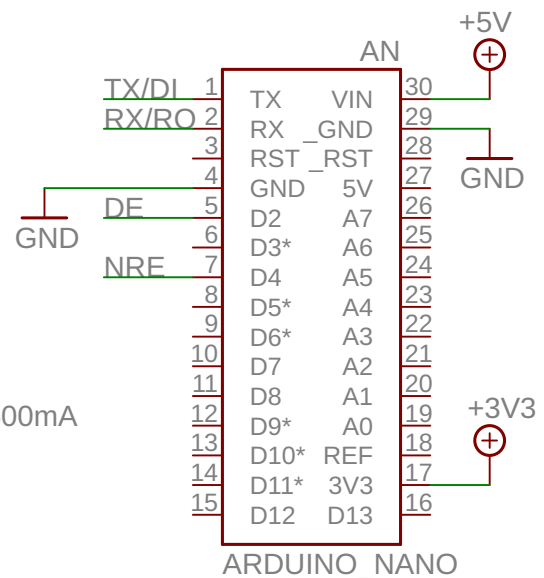 +5V
AN
TX/DI 1 TX VIN 30
RX/RO 2 RX _GND 29
3 RST _RST 28
4 GND 5V 27
GND
GND
DE 5 D2 A7 26
6 D3* A6 25
NRE 7 D4 A5 24
8 D5* A4 23
9 D6* A3 22
10 D7 A2 21
11 D8 A1 20
00mA
12 D9* A0 19
+3V3
13 D10* REF 18
14 D11* 3V3 17
15 D12 D13 16
ARDUINO_NANO